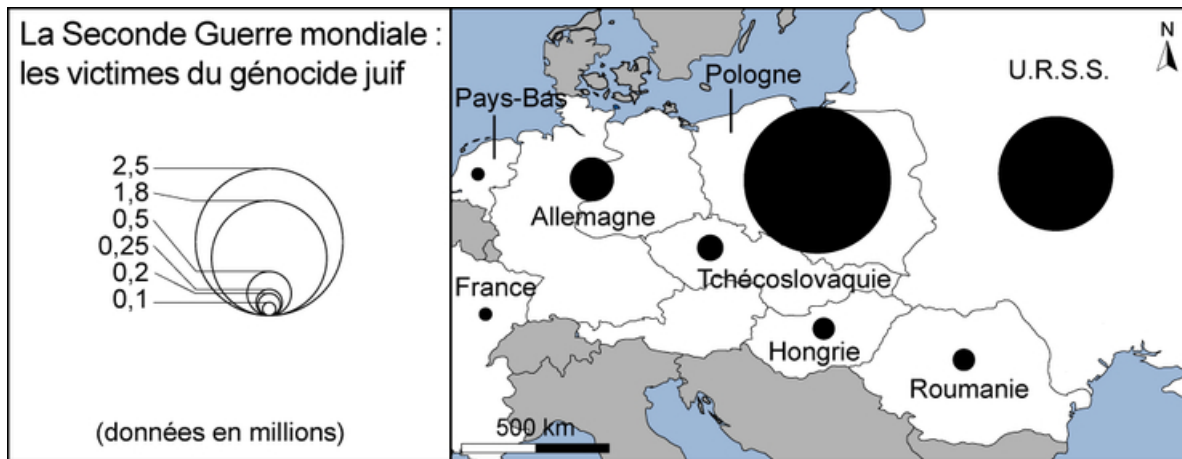 La Seconde Guerre mondiale :
les victimes du génocide juif
2,5
1,8
0,5
0,25
0,2
0,1
(données en millions)
N
U.R.S.S.
Pologne
Pays-Bas
Allemagne
Tchécoslovaquie
France
Hongrie
Roumanie
500 km